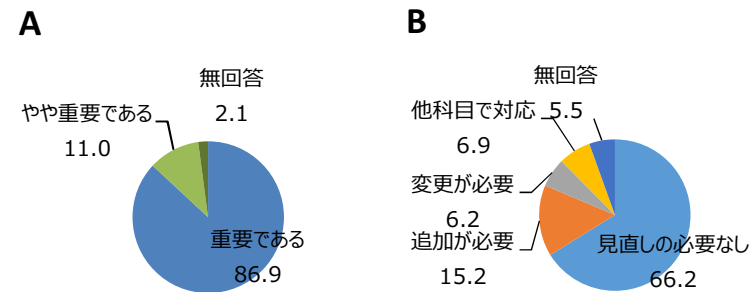 A
無回答
2.1
やや重要である
11.0
重要である
86.9
B
無回答
5.5
他科目で対応
6.9
変更が必要
6.2
追加が必要
15.2
見直しの必要なし
66.2